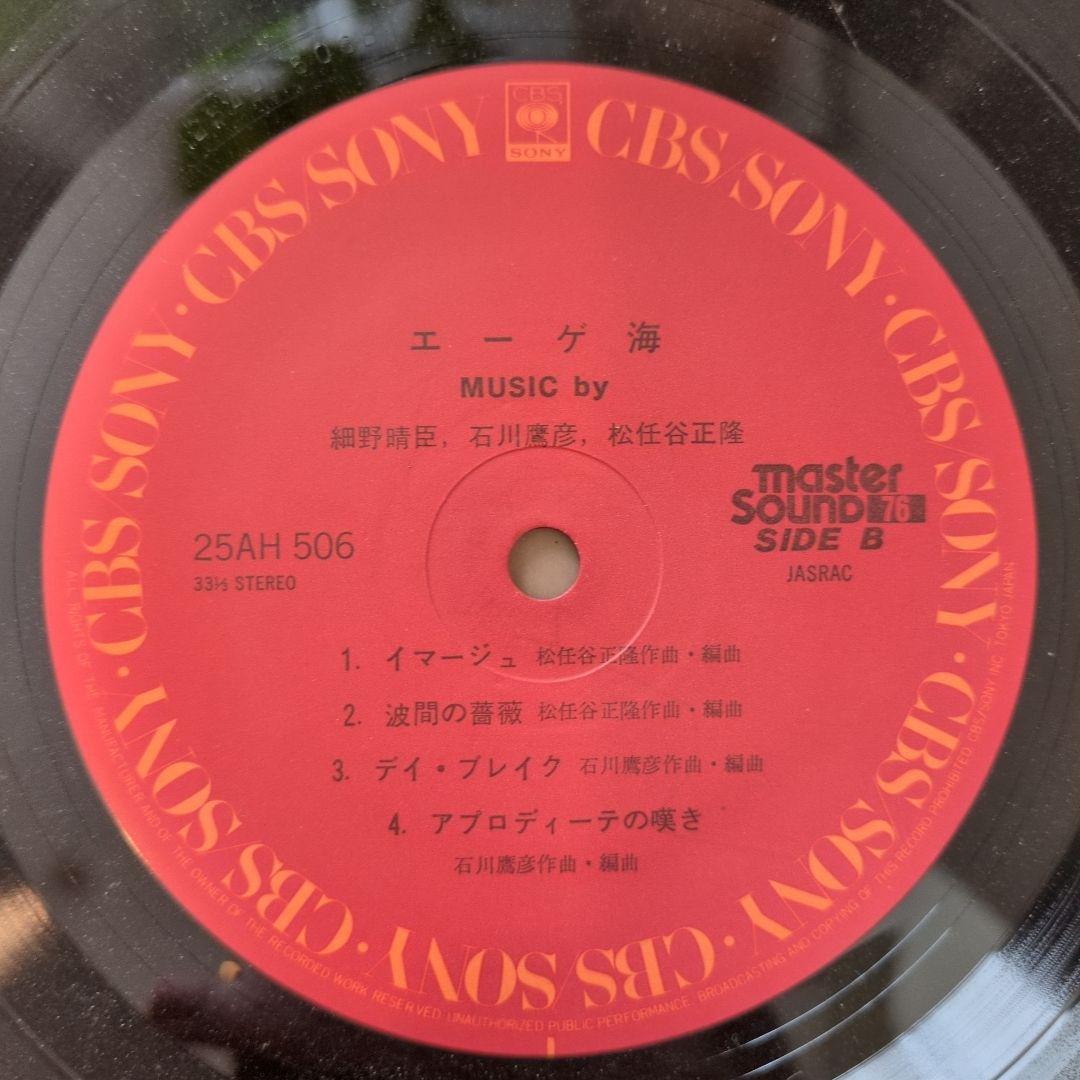 CBS
SONY
CBS/SONY · CBS/SONY · CBS/SONY · CBS/SONY · CBS/SONY · CBS/SONY · CBS/SONY · CBS/SONY
エーゲ海
MUSIC by
細野晴臣, 石川鷹彦, 松任谷正隆
master
Sound 76
SIDE B
JASRAC
25AH 506
33⅓ STEREO
1. イマージュ 松任谷正隆作曲・編曲
2. 波間の薔薇 松任谷正隆作曲・編曲
3. デイ・ブレイク 石川鷹彦作曲・編曲
4. アプロディーテの嘆き
石川鷹彦作曲・編曲
ALL RIGHTS OF THE MANUFACTURER AND OF THE OWNER OF THE RECORDED WORK RESERVED. UNAUTHORIZED PUBLIC PERFORMANCE, BROADCASTING AND COPYING OF THIS RECORD PROHIBITED. CBS/SONY INC. TOKYO JAPAN